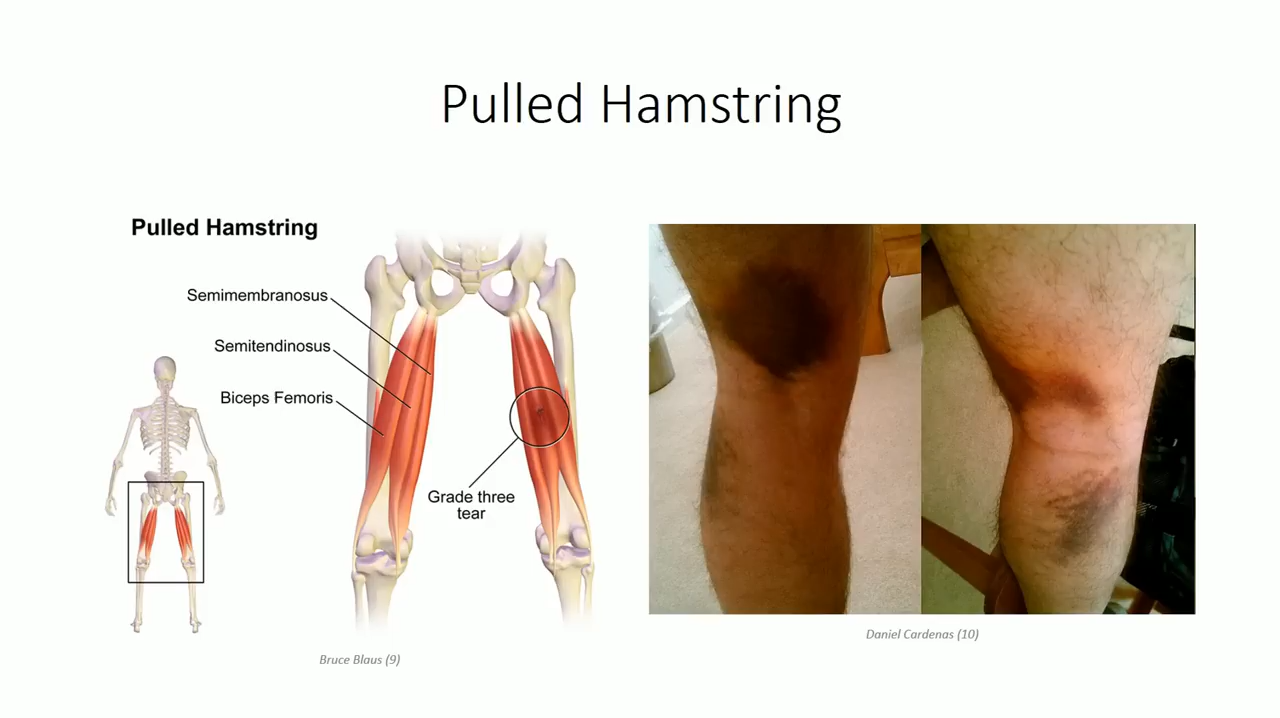 Pulled Hamstring
Pulled Hamstring
Semimembranosus
Semitendinosus
Biceps Femoris
Grade three
tear
Bruce Blaus (9)
Daniel Cardenas (10)